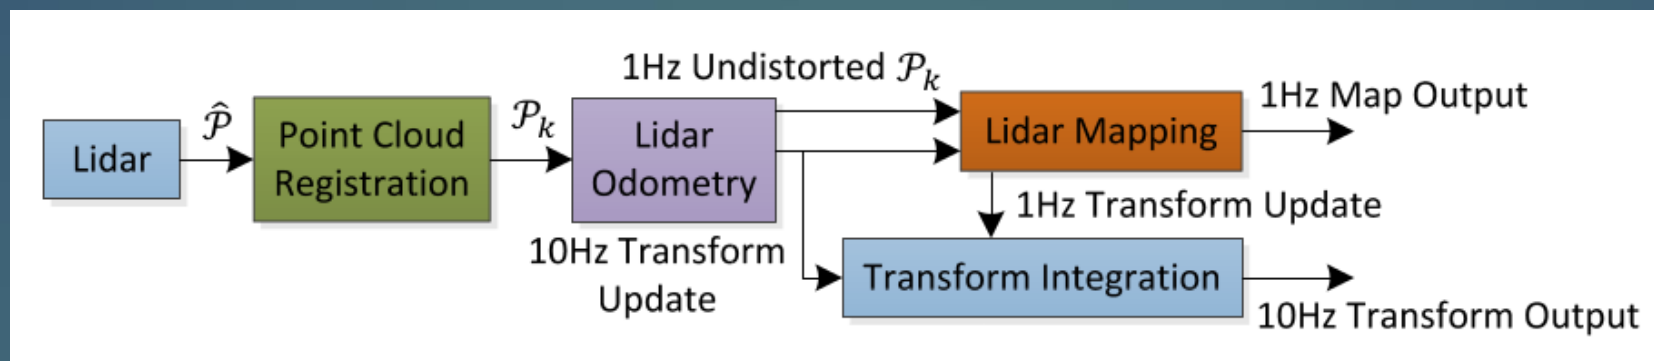 1Hz Undistorted 𝒫k
1Hz Map Output
Lidar
𝒫̂
Point Cloud
Registration
𝒫k
Lidar
Odometry
Lidar Mapping
1Hz Transform Update
10Hz Transform
Update
Transform Integration
10Hz Transform Output